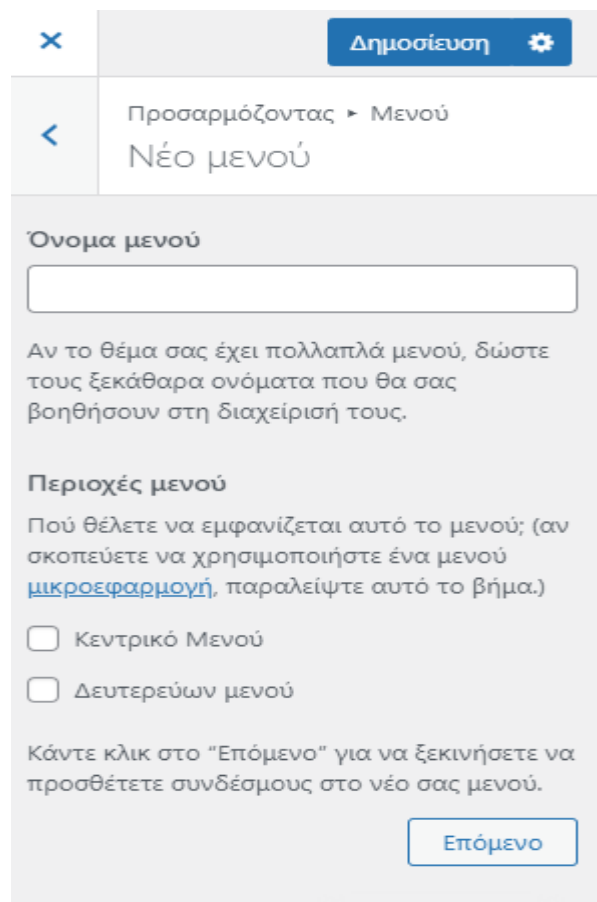 Δημοσίευση
Προσαρμόζοντας ▸ Μενού
Νέο μενού
Όνομα μενού
Αν το θέμα σας έχει πολλαπλά μενού, δώστε
τους ξεκάθαρα ονόματα που θα σας
βοηθήσουν στη διαχείρισή τους.
Περιοχές μενού
Πού θέλετε να εμφανίζεται αυτό το μενού; (αν
σκοπεύετε να χρησιμοποιήστε ένα μενού
μικροεφαρμογή, παραλείψτε αυτό το βήμα.)
Κεντρικό Μενού
Δευτερεύων μενού
Κάντε κλικ στο “Επόμενο” για να ξεκινήσετε να
προσθέτετε συνδέσμους στο νέο σας μενού.
Επόμενο